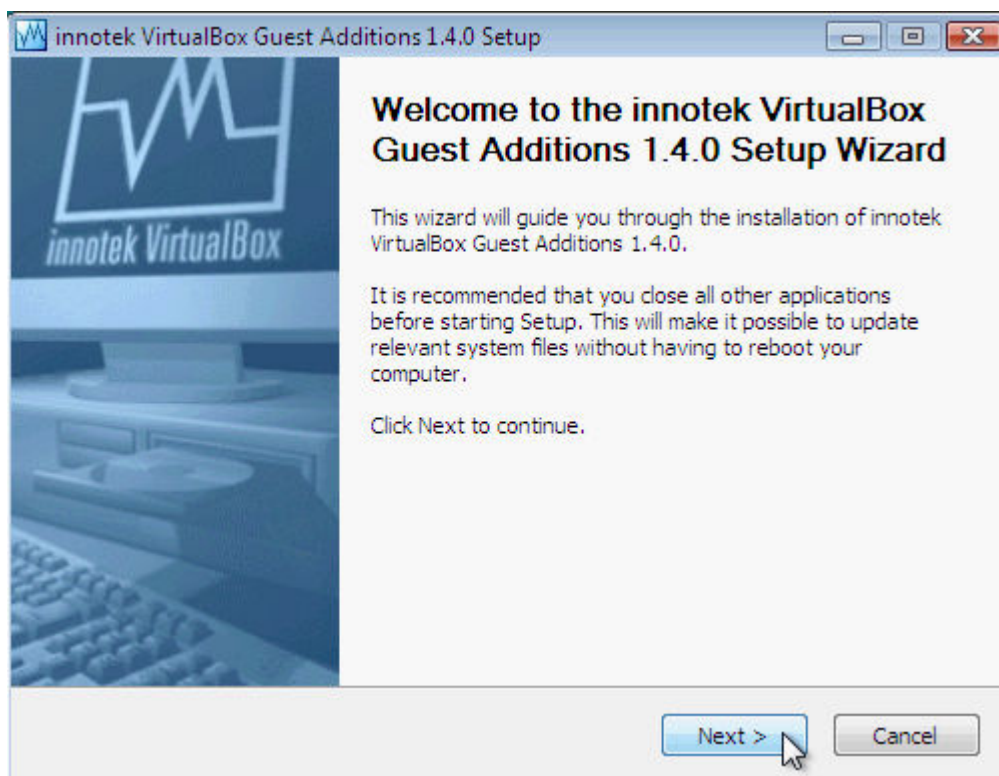 innotek VirtualBox Guest Additions 1.4.0 Setup
innotek VirtualBox
Welcome to the innotek VirtualBox
Guest Additions 1.4.0 Setup Wizard
This wizard will guide you through the installation of innotek
VirtualBox Guest Additions 1.4.0.
It is recommended that you close all other applications
before starting Setup. This will make it possible to update
relevant system files without having to reboot your
computer.
Click Next to continue.
Next >
Cancel